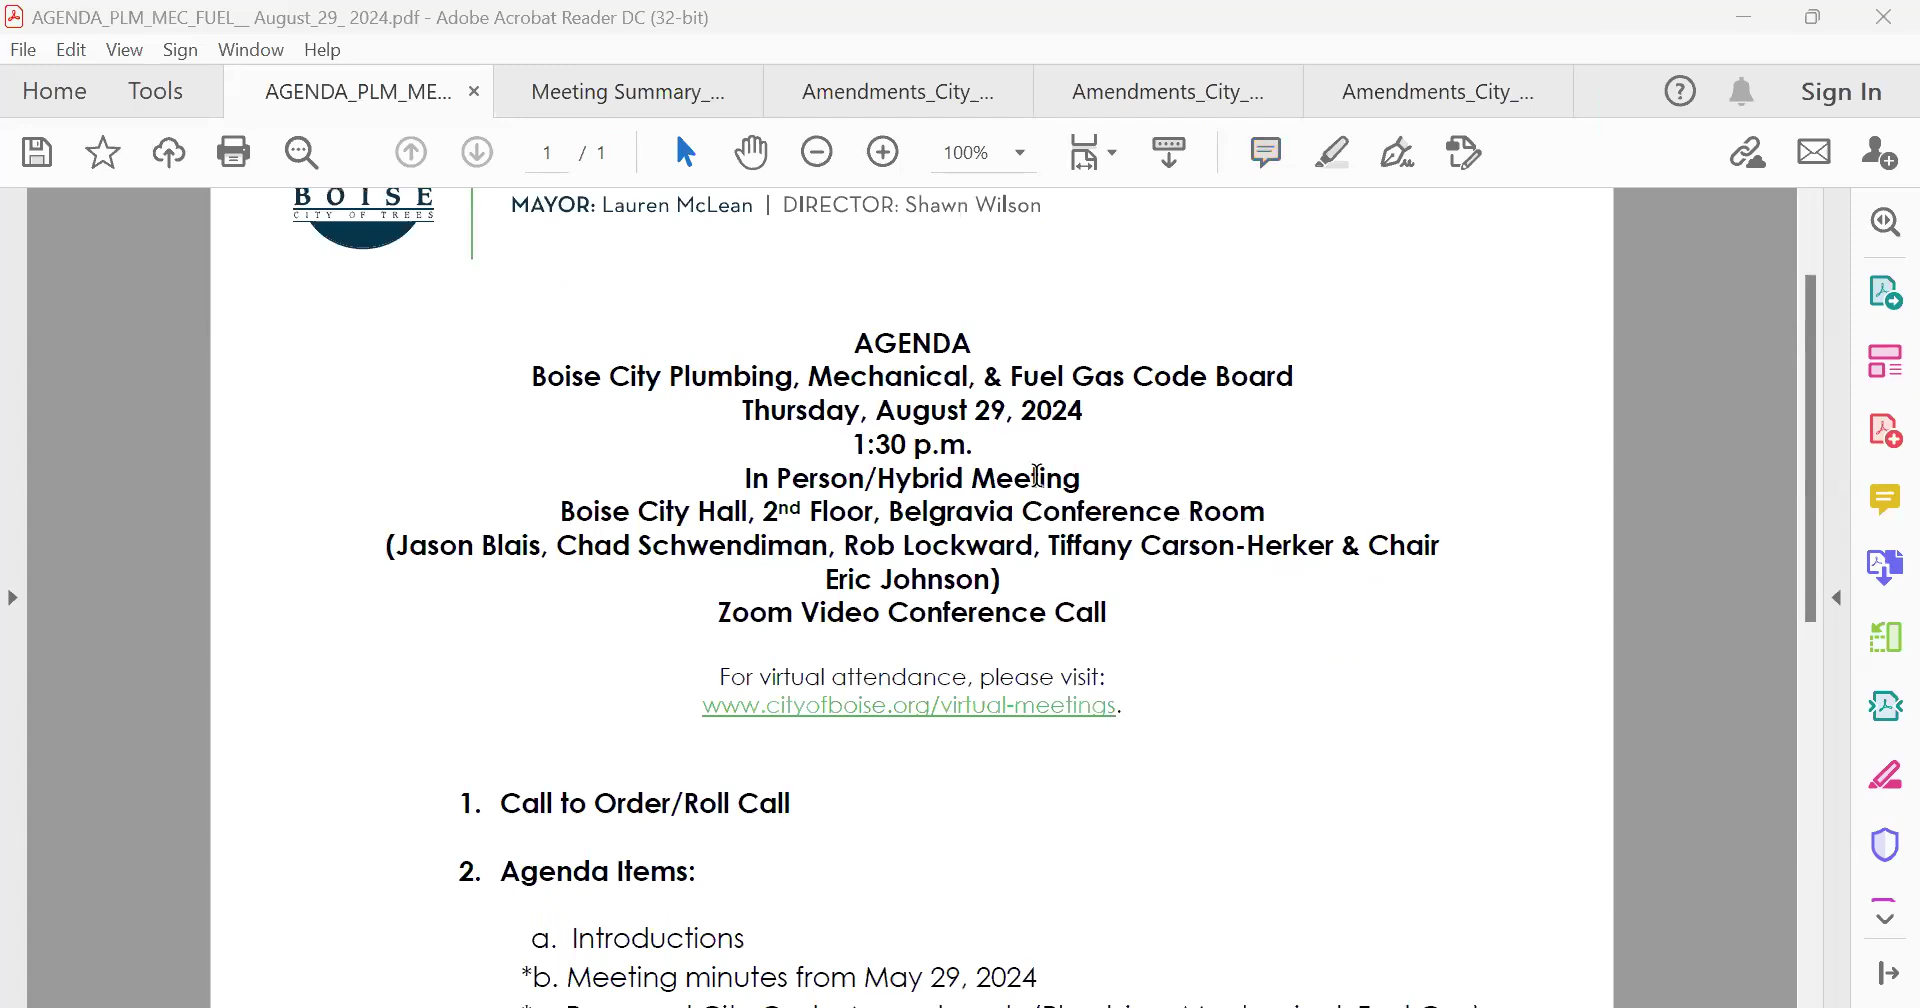 AGENDA_PLM_MEC_FUEL__ August_29_ 2024.pdf - Adobe Acrobat Reader DC (32-bit)
File Edit View Sign Window Help
Home Tools AGENDA_PLM_ME... × Meeting Summary_... Amendments_City_... Amendments_City_... Amendments_City_... Sign In
1 / 1 100%
BOISE
CITY OF TREES
MAYOR: Lauren McLean | DIRECTOR: Shawn Wilson
AGENDA
Boise City Plumbing, Mechanical, & Fuel Gas Code Board
Thursday, August 29, 2024
1:30 p.m.
In Person/Hybrid Meeting
Boise City Hall, 2nd Floor, Belgravia Conference Room
(Jason Blais, Chad Schwendiman, Rob Lockward, Tiffany Carson-Herker & Chair
Eric Johnson)
Zoom Video Conference Call
For virtual attendance, please visit:
www.cityofboise.org/virtual-meetings.
1. Call to Order/Roll Call
2. Agenda Items:
a. Introductions
*b. Meeting minutes from May 29, 2024